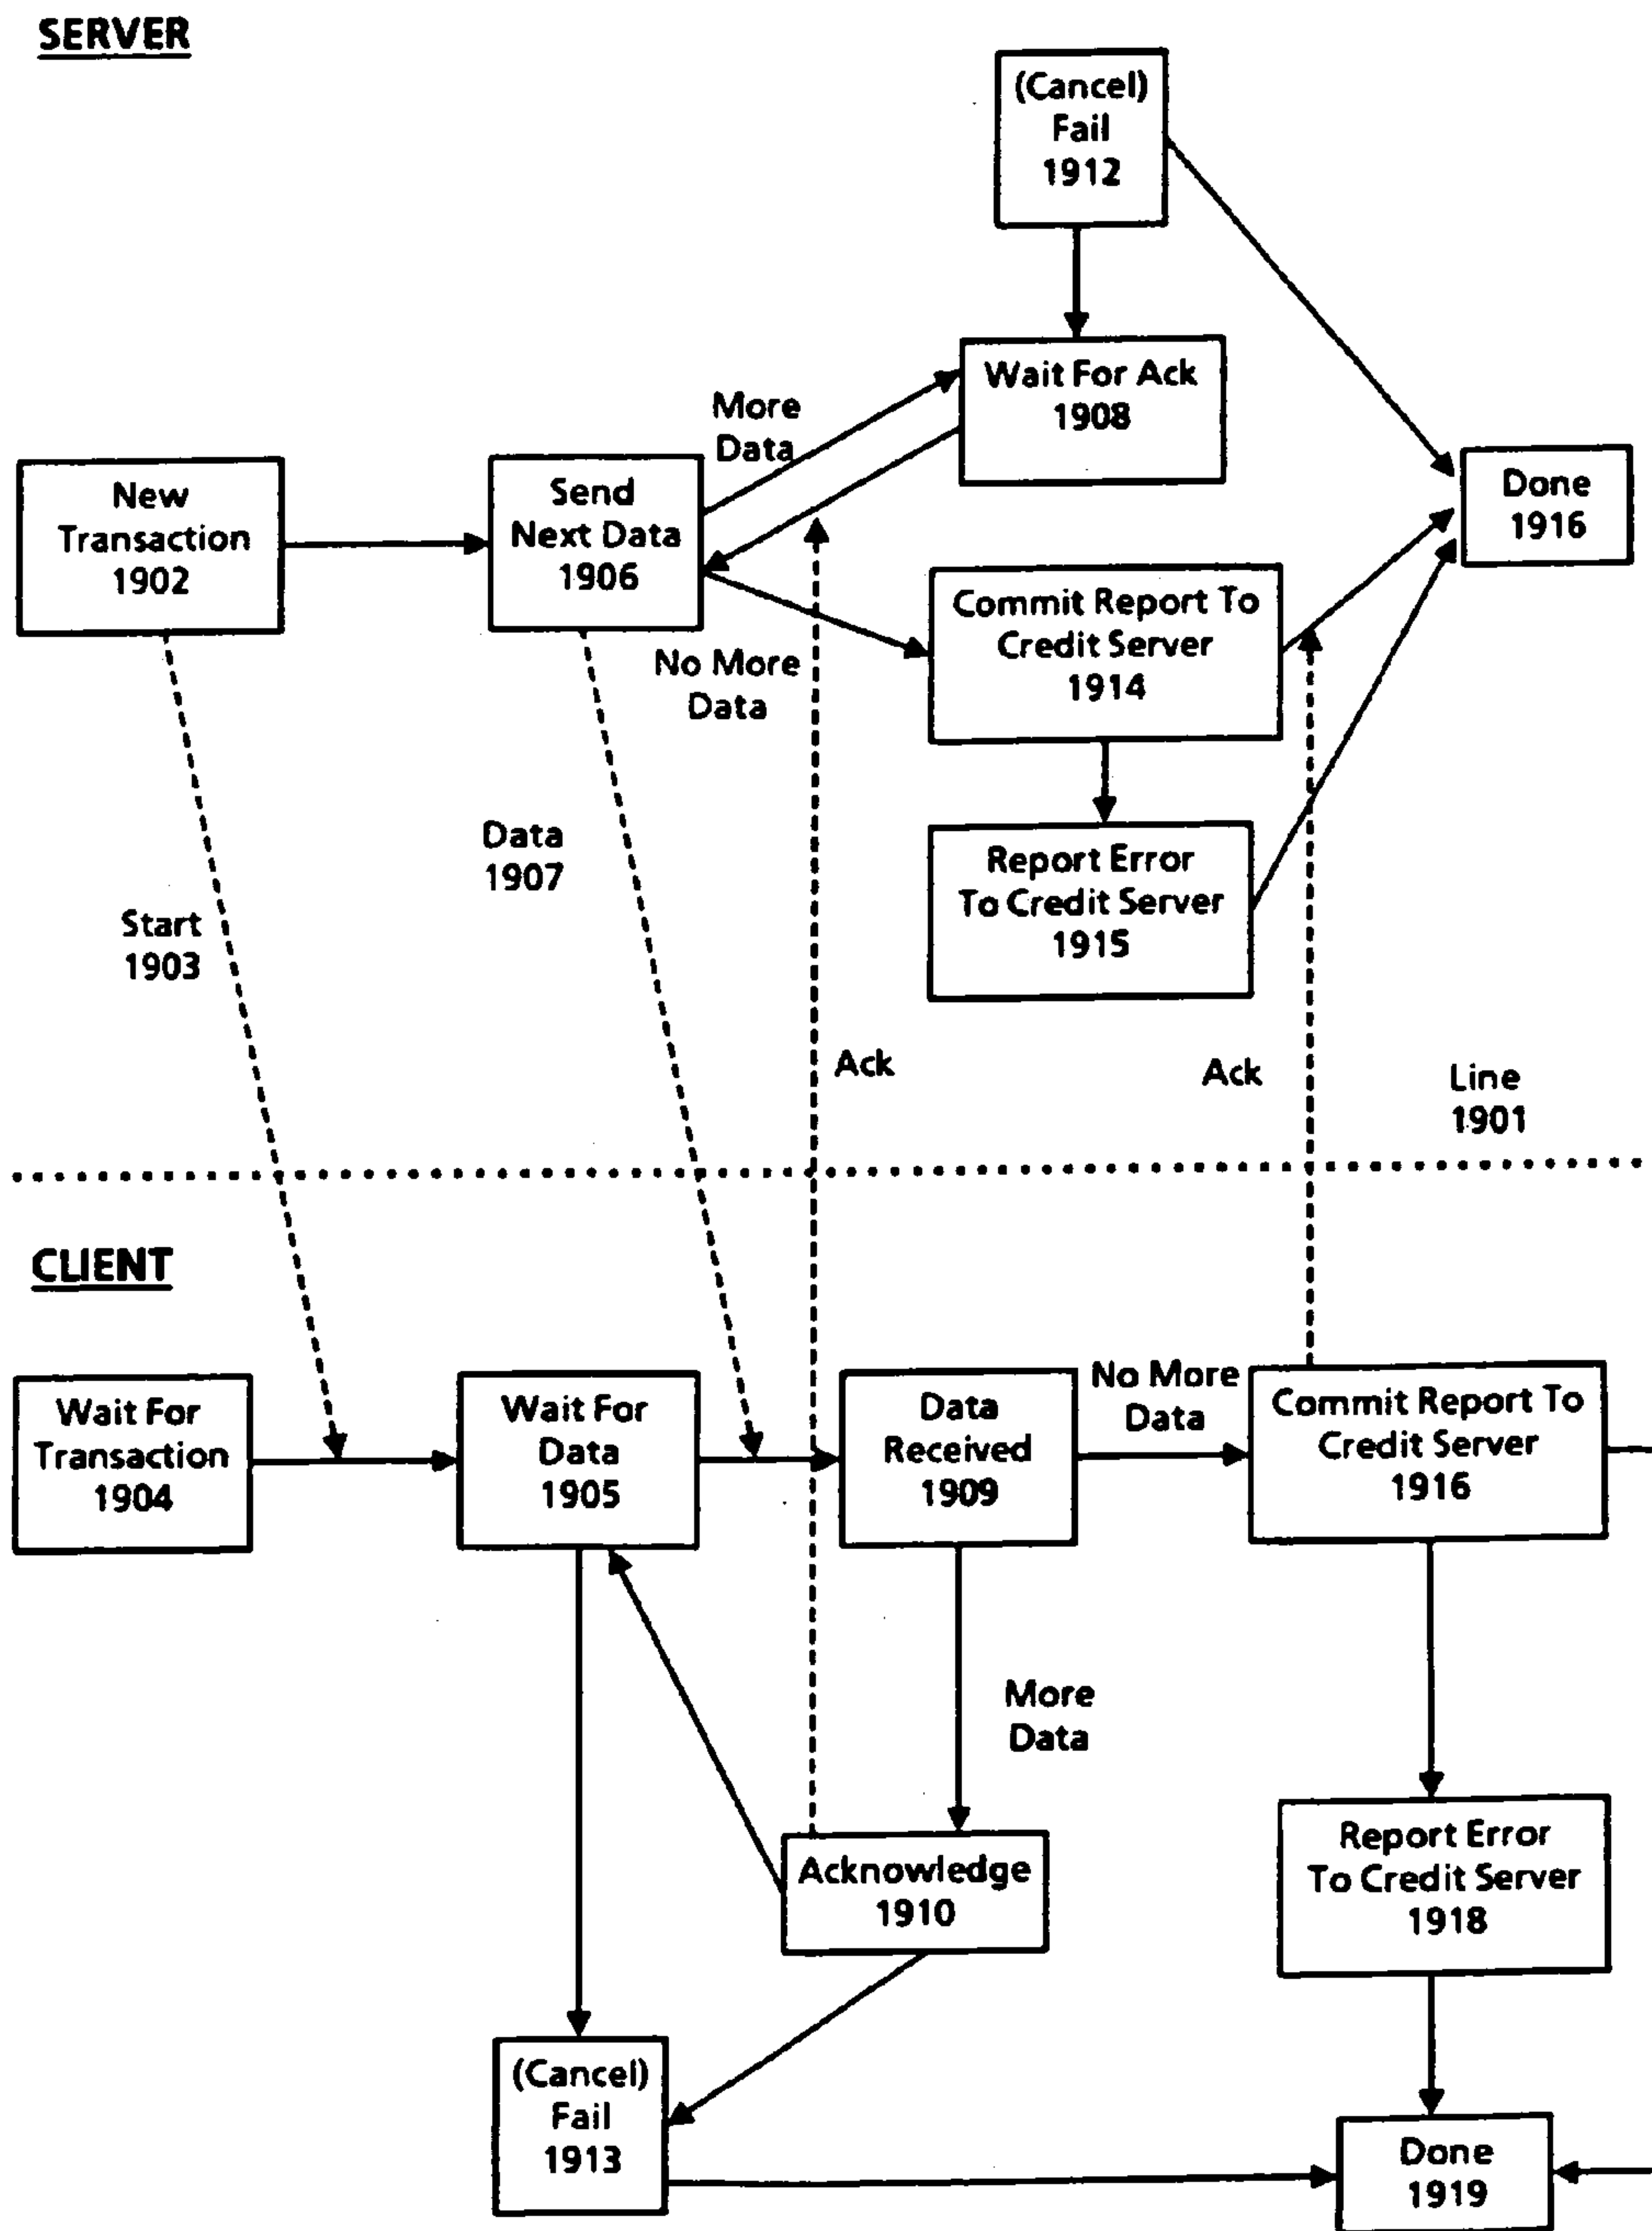 SERVER
(Cancel)
Fail
1912
Wait For Ack
1908
More
Data
New
Transaction
1902
Send
Next Data
1906
Done
1916
Commit Report To
Credit Server
1914
No More
Data
Report Error
To Credit Server
1915
Data
1907
Start
1903
Ack
Ack
Line
1901
CLIENT
Wait For
Transaction
1904
Wait For
Data
1905
Data
Received
1909
No More
Data
Commit Report To
Credit Server
1916
More
Data
Acknowledge
1910
Report Error
To Credit Server
1918
(Cancel)
Fail
1913
Done
1919